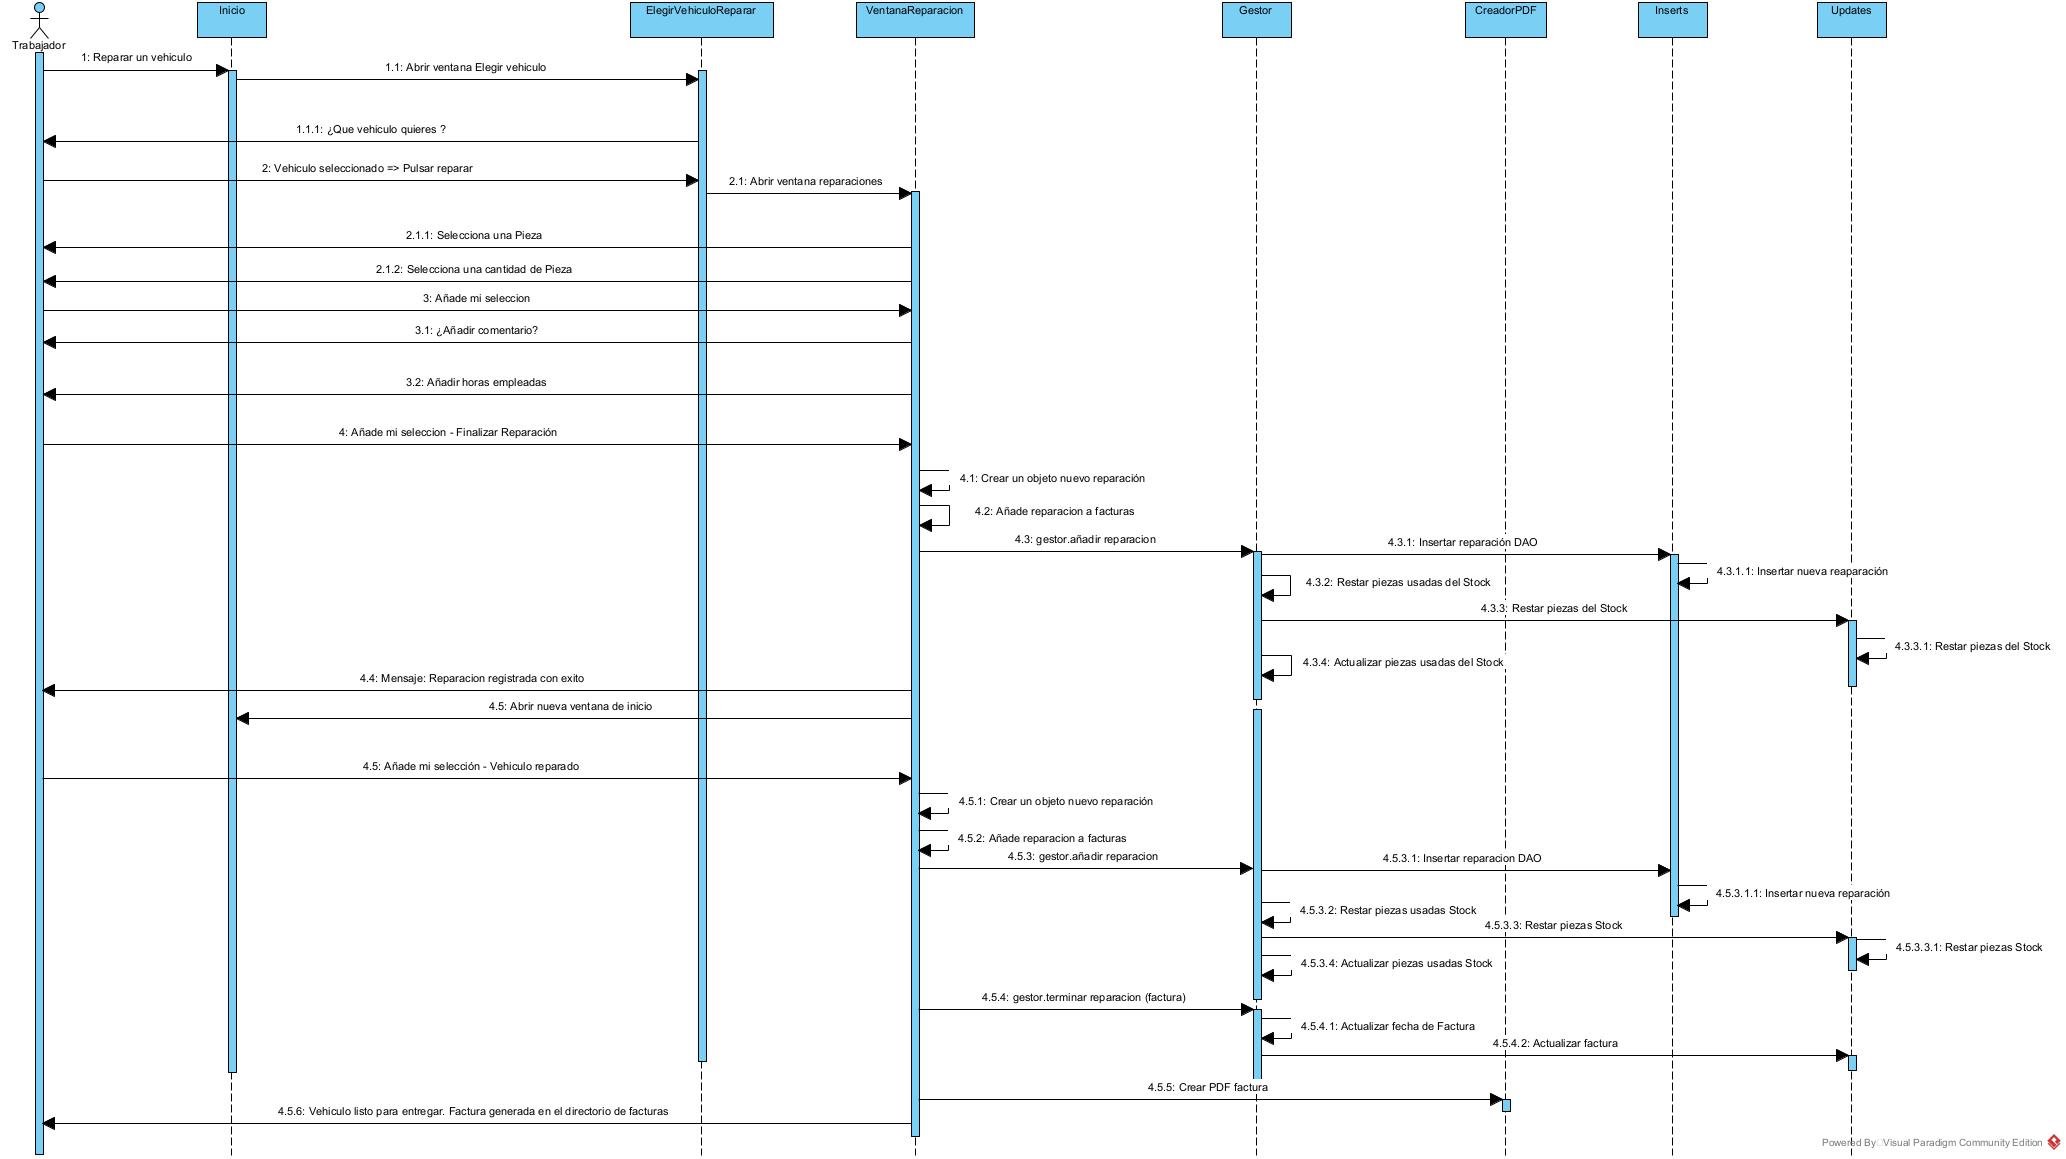 Inicio
ElegirVehiculoReparar
VentanaReparacion
Gestor
CreadorPDF
Inserts
Updates
Trabajador
1: Reparar un vehiculo
1.1: Abrir ventana Elegir vehiculo
1.1.1: ¿Que vehiculo quieres ?
2: Vehiculo seleccionado => Pulsar reparar
2.1: Abrir ventana reparaciones
2.1.1: Selecciona una Pieza
2.1.2: Selecciona una cantidad de Pieza
3: Añade mi seleccion
3.1: ¿Añadir comentario?
3.2: Añadir horas empleadas
4: Añade mi seleccion - Finalizar Reparación
4.1: Crear un objeto nuevo reparación
4.2: Añade reparacion a facturas
4.3: gestor.añadir reparacion
4.3.1: Insertar reparación DAO
4.3.1.1: Insertar nueva reaparación
4.3.2: Restar piezas usadas del Stock
4.3.3: Restar piezas del Stock
4.3.3.1: Restar piezas del Stock
4.3.4: Actualizar piezas usadas del Stock
4.4: Mensaje: Reparacion registrada con exito
4.5: Abrir nueva ventana de inicio
4.5: Añade mi selección - Vehiculo reparado
4.5.1: Crear un objeto nuevo reparación
4.5.2: Añade reparacion a facturas
4.5.3: gestor.añadir reparacion
4.5.3.1: Insertar reparacion DAO
4.5.3.1.1: Insertar nueva reparación
4.5.3.2: Restar piezas usadas Stock
4.5.3.3: Restar piezas Stock
4.5.3.3.1: Restar piezas Stock
4.5.3.4: Actualizar piezas usadas Stock
4.5.4: gestor.terminar reparacion (factura)
4.5.4.1: Actualizar fecha de Factura
4.5.4.2: Actualizar factura
4.5.5: Crear PDF factura
4.5.6: Vehiculo listo para entregar. Factura generada en el directorio de facturas
Powered By Visual Paradigm Community Edition